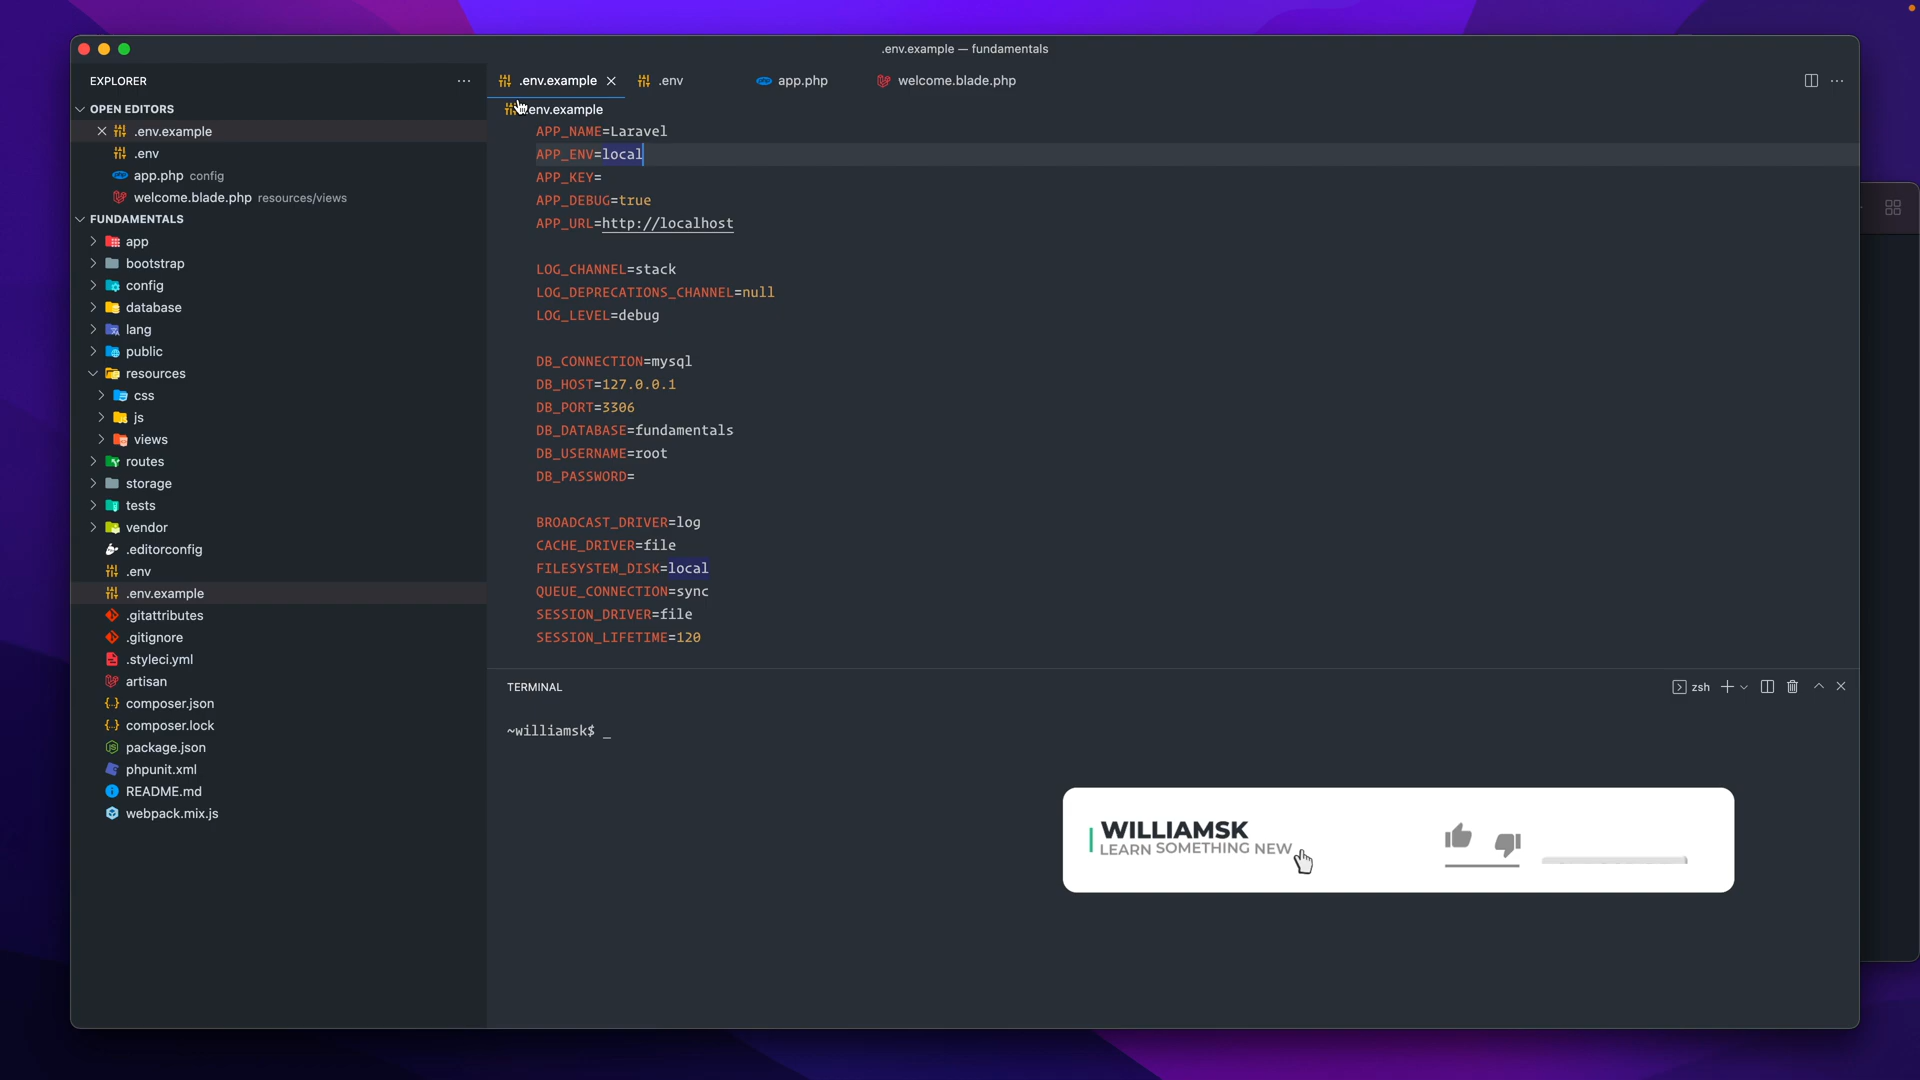 .env.example — fundamentals
EXPLORER
OPEN EDITORS
.env.example
.env
app.php config
welcome.blade.php resources/views
FUNDAMENTALS
app
bootstrap
config
database
lang
public
resources
css
js
views
routes
storage
tests
vendor
.editorconfig
.env
.env.example
.gitattributes
.gitignore
.styleci.yml
artisan
composer.json
composer.lock
package.json
phpunit.xml
README.md
webpack.mix.js
.env.example
.env
app.php
welcome.blade.php
.env.example
APP_NAME=Laravel
APP_ENV=local
APP_KEY=
APP_DEBUG=true
APP_URL=http://localhost
LOG_CHANNEL=stack
LOG_DEPRECATIONS_CHANNEL=null
LOG_LEVEL=debug
DB_CONNECTION=mysql
DB_HOST=127.0.0.1
DB_PORT=3306
DB_DATABASE=fundamentals
DB_USERNAME=root
DB_PASSWORD=
BROADCAST_DRIVER=log
CACHE_DRIVER=file
FILESYSTEM_DISK=local
QUEUE_CONNECTION=sync
SESSION_DRIVER=file
SESSION_LIFETIME=120
TERMINAL
zsh
~williamsk$ _
WILLIAMSK
LEARN SOMETHING NEW